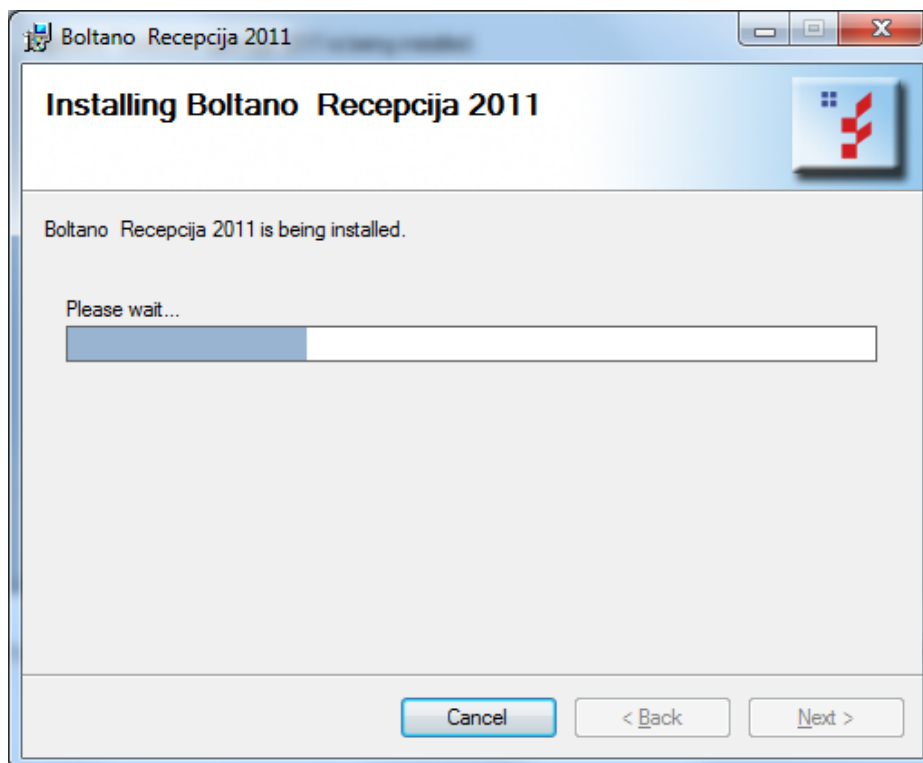 Boltano  Recepcija 2011
Installing Boltano  Recepcija 2011
Boltano  Recepcija 2011 is being installed.
Please wait...
Cancel
< Back
Next >